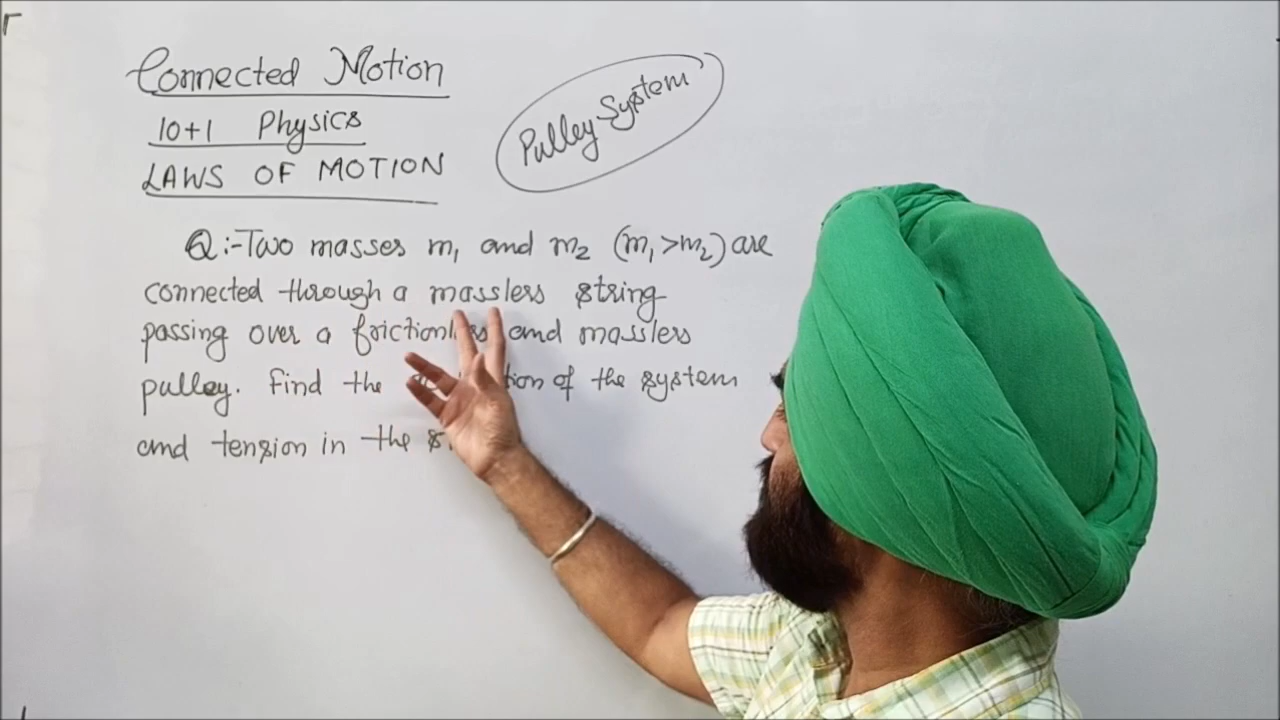 Connected Motion
10+1 Physics
LAWS OF MOTION
Pulley System
Q:-Two masses m₁ and m₂ (m₁>m₂) are
connected through a massless string
passing over a and massless
pulley. Find the of the system
and tension in the